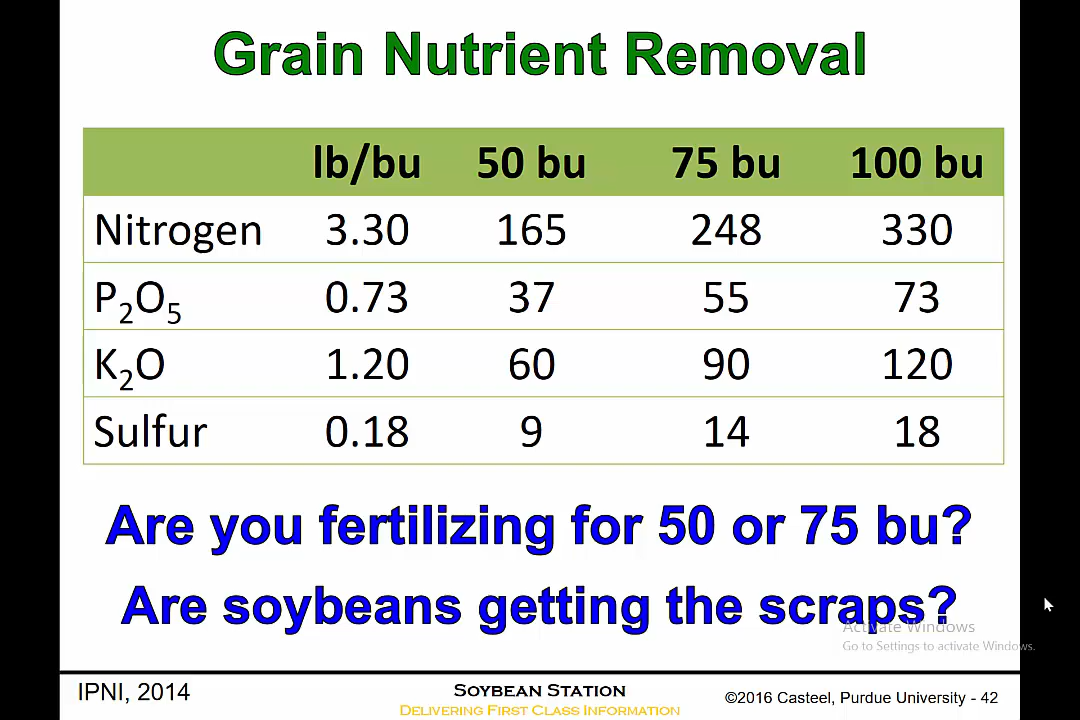 Grain Nutrient Removal
lb/bu 50 bu 75 bu 100 bu
Nitrogen 3.30 165 248 330
P₂O₅ 0.73 37 55 73
K₂O 1.20 60 90 120
Sulfur 0.18 9 14 18
Are you fertilizing for 50 or 75 bu?
Are soybeans getting the scraps?
Activate Windows
Go to Settings to activate Windows.
IPNI, 2014
SOYBEAN STATION
DELIVERING FIRST CLASS INFORMATION
©2016 Casteel, Purdue University - 42